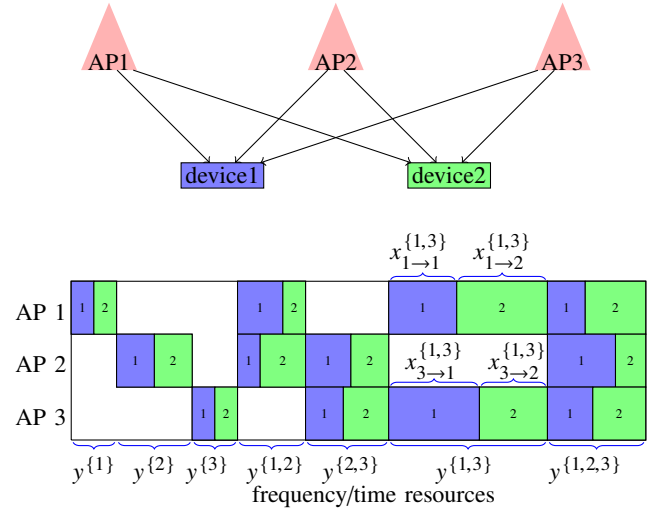 AP1 AP2 AP3
device1 device2
x_{1→1}^{\{1,3\}} x_{1→2}^{\{1,3\}}
AP 1 1 2 1 2 1 2 1 2
AP 2 1 2 1 2 1 2 x_{3→1}^{\{1,3\}} x_{3→2}^{\{1,3\}} 1 2
AP 3 1 2 1 2 1 2 1 2
y^{\{1\}} y^{\{2\}} y^{\{3\}} y^{\{1,2\}} y^{\{2,3\}} y^{\{1,3\}} y^{\{1,2,3\}}
frequency/time resources